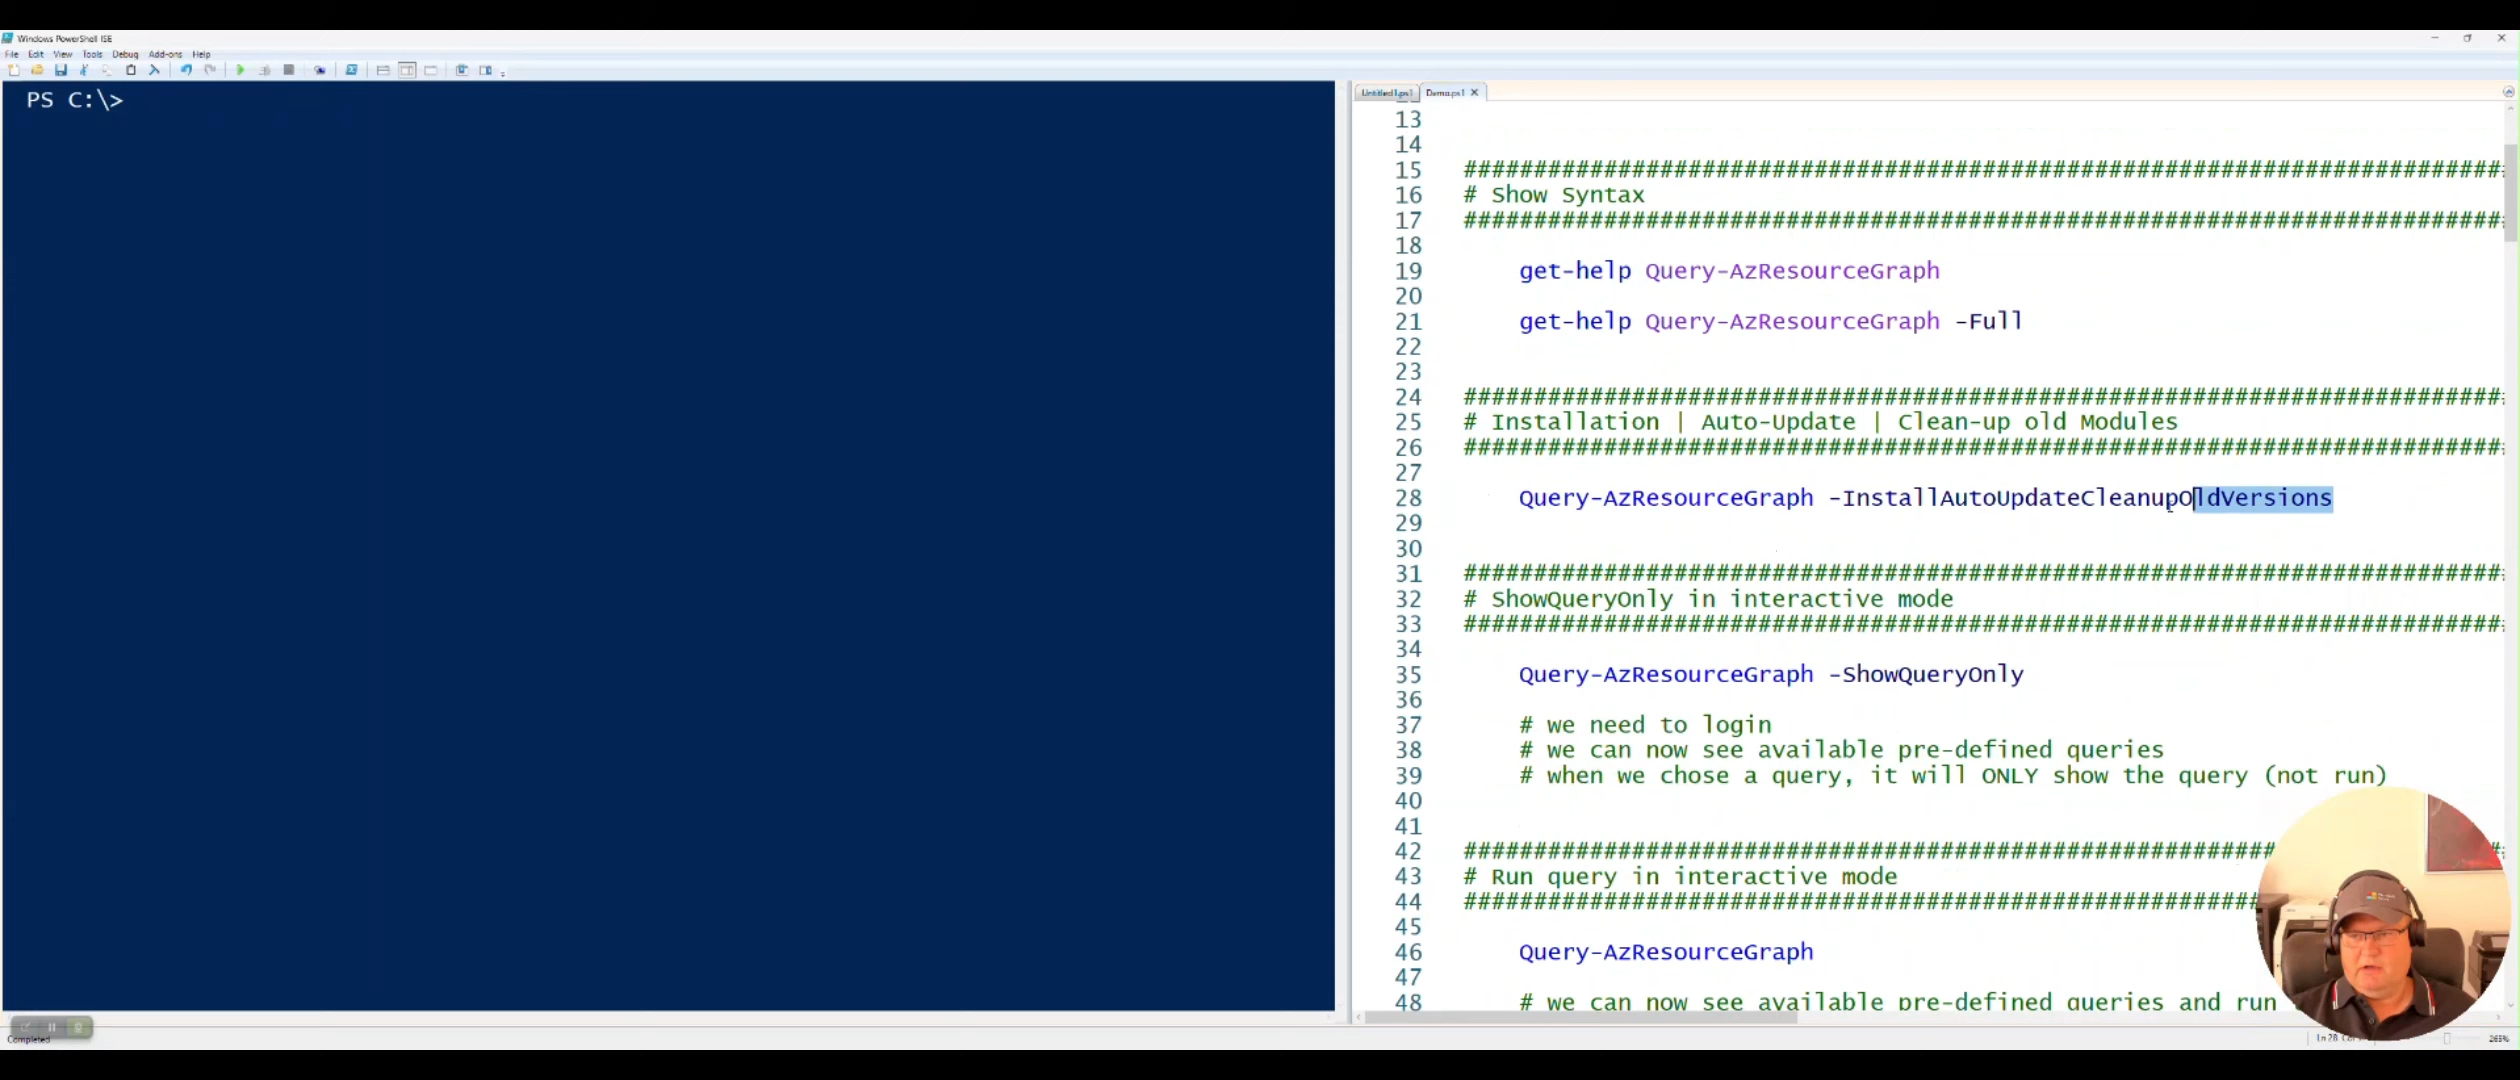 Windows PowerShell ISE
File Edit View Tools Debug Add-ons Help
PS C:\>
Untitled1.ps1 Demo.ps1
13
14
15 ##########################################################################
16 # Show Syntax
17 ##########################################################################
18
19 get-help Query-AzResourceGraph
20
21 get-help Query-AzResourceGraph -Full
22
23
24 ##########################################################################
25 # Installation | Auto-Update | Clean-up old Modules
26 ##########################################################################
27
28 Query-AzResourceGraph -InstallAutoUpdateCleanupOldVersions
29
30
31 ##########################################################################
32 # ShowQueryOnly in interactive mode
33 ##########################################################################
34
35 Query-AzResourceGraph -ShowQueryOnly
36
37 # we need to login
38 # we can now see available pre-defined queries
39 # when we chose a query, it will ONLY show the query (not run)
40
41
42 #########################################################
43 # Run query in interactive mode
44 #########################################################
45
46 Query-AzResourceGraph
47
48 # we can now see available pre-defined queries and run
Completed
Ln 28
265%